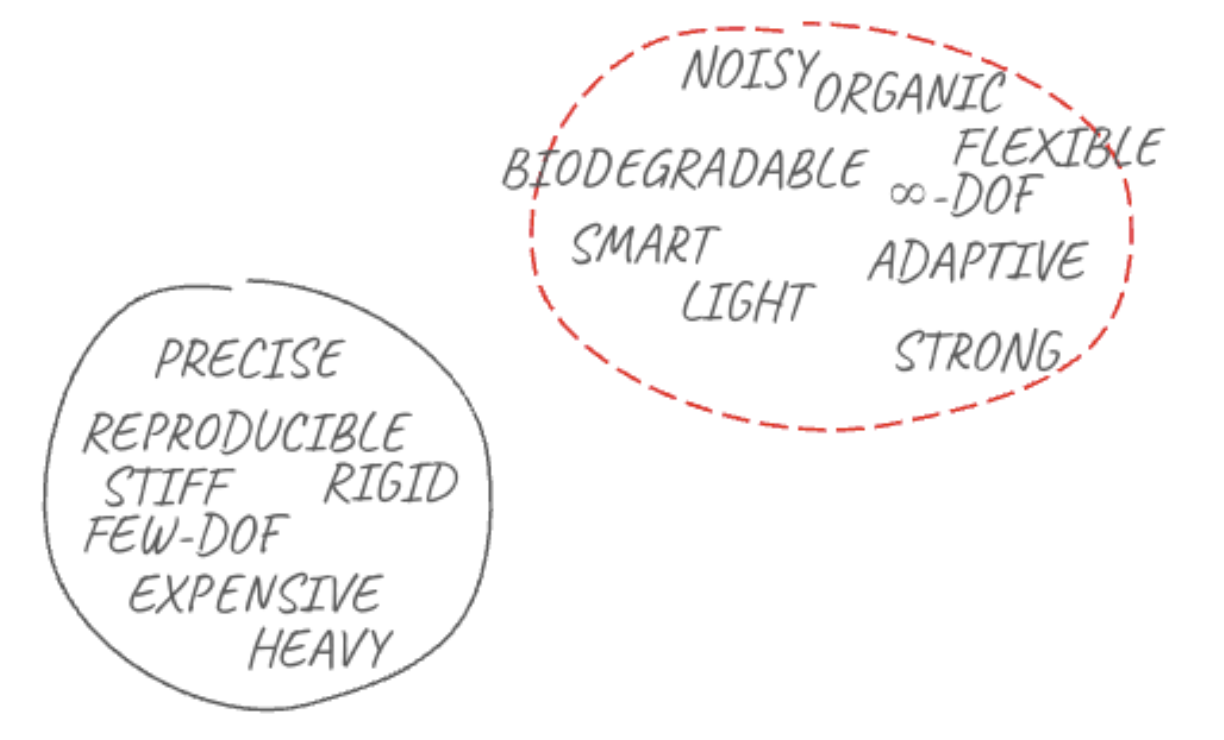 NOISY
ORGANIC
FLEXIBLE
BIODEGRADABLE
∞-DOF
SMART
ADAPTIVE
LIGHT
STRONG
PRECISE
REPRODUCIBLE
STIFF
RIGID
FEW-DOF
EXPENSIVE
HEAVY